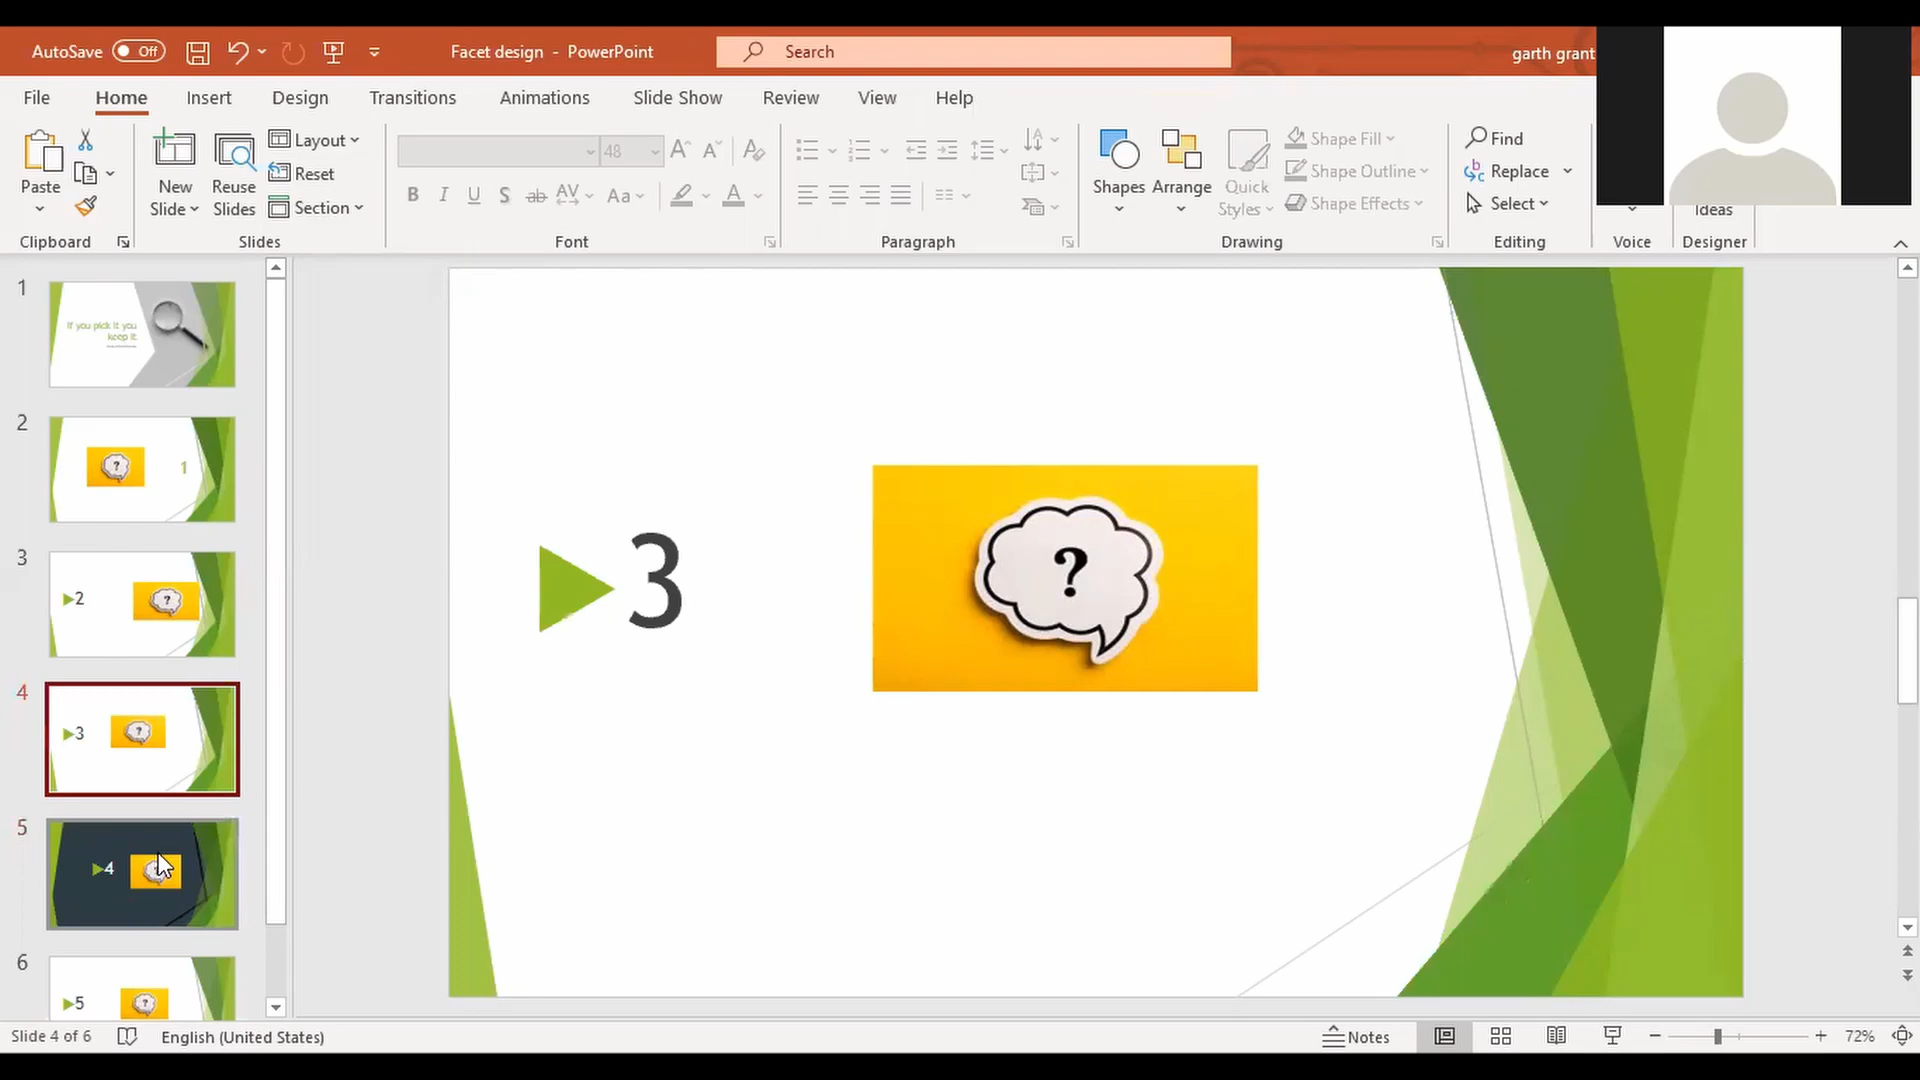 AutoSave Off
Facet design - PowerPoint
Search
garth grant
File Home Insert Design Transitions Animations Slide Show Review View Help
Paste
New
Slide
Reuse
Slides
Layout
Reset
Section
48
B I U S ab AV Aa A
Shapes Arrange Quick
Styles
Shape Fill
Shape Outline
Shape Effects
Find
Replace
Select
Ideas
Clipboard Slides Font Paragraph Drawing Editing Voice Designer
1
If you pick it you
keep it
2
?
1
3
2
?
4
3
?
5
4
6
5
?
3
?
Slide 4 of 6
English (United States)
Notes
72%